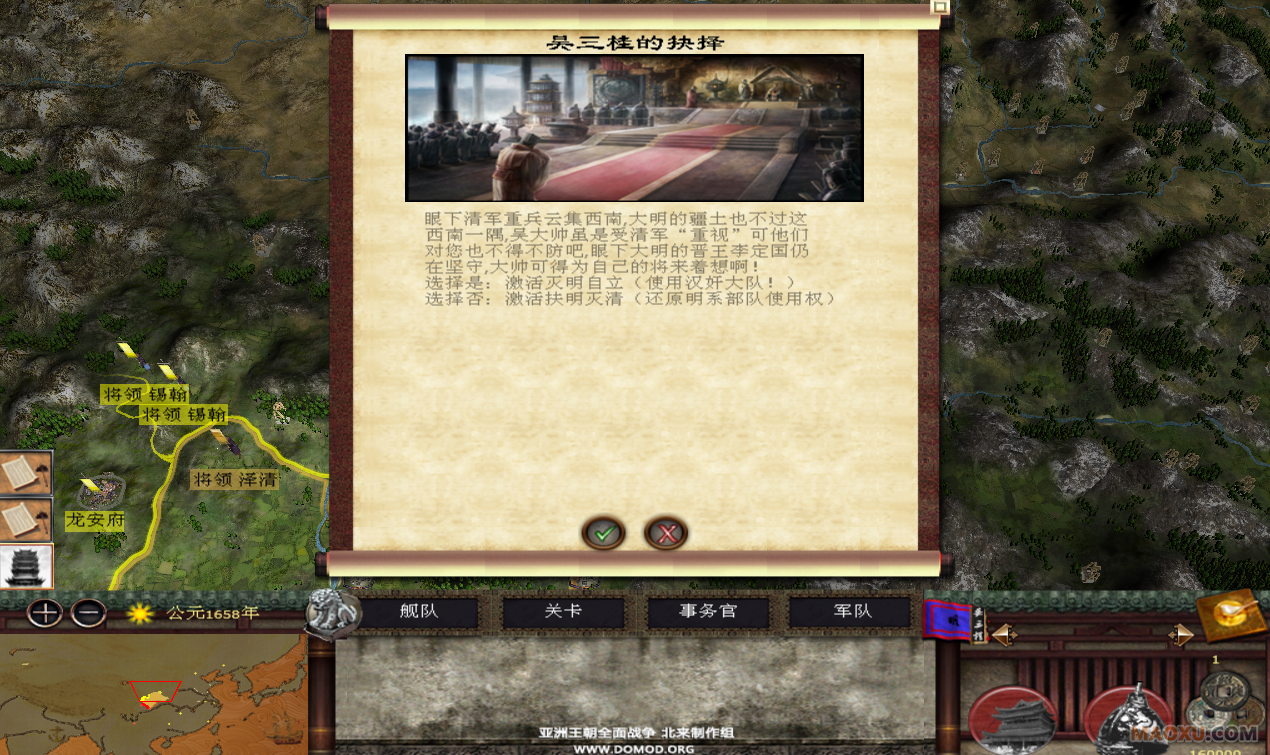 吴三桂的抉择
眼下清军重兵云集西南,大明的疆土也不过这
西南一隅,吴大帅虽是受清军“重视”可他们
对您也不得不防吧,眼下大明的晋王李定国仍
在坚守,大帅可得为自己的将来着想啊！
选择是：激活灭明自立（使用汉奸大队！）
选择否：激活扶明灭清（还原明系部队使用权）
将领 锡翰
将领 锡翰
将领 泽清
龙安府
公元1658年
舰队
关卡
事务官
军队
明
吴三桂
1
160000
亚洲王朝全面战争 北来制作组
WWW.DOMOD.ORG
MAOXU.COM